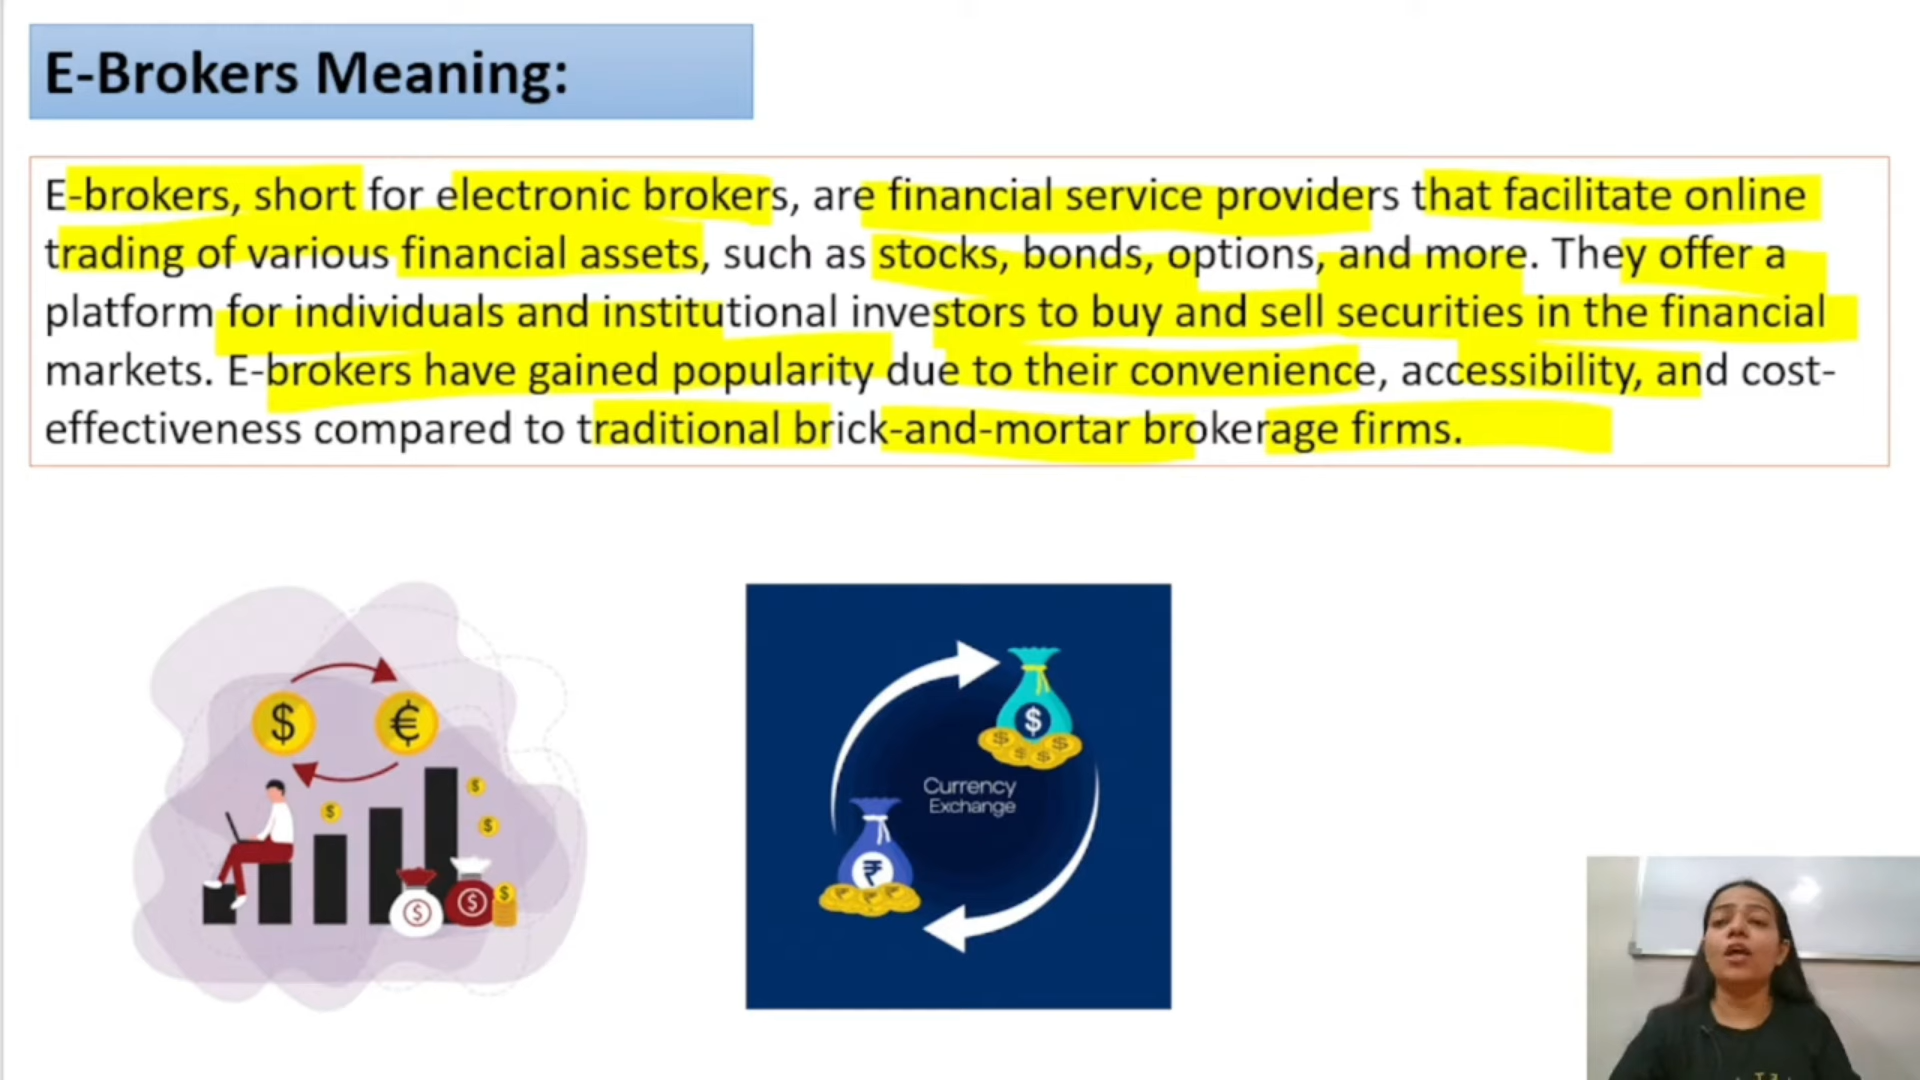 E-Brokers Meaning:
E-brokers, short for electronic brokers, are financial service providers that facilitate online
trading of various financial assets, such as stocks, bonds, options, and more. They offer a
platform for individuals and institutional investors to buy and sell securities in the financial
markets. E-brokers have gained popularity due to their convenience, accessibility, and cost-
effectiveness compared to traditional brick-and-mortar brokerage firms.
$ €
$
$
$
$
$
$
$
Currency
Exchange
₹